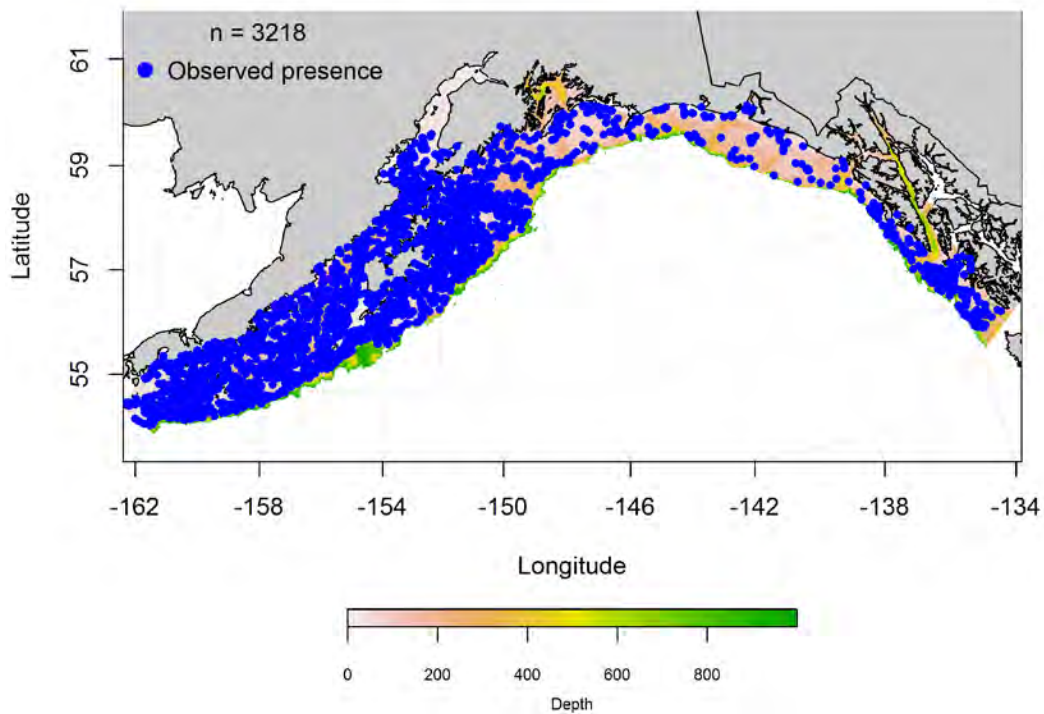 n = 3218
Observed presence
61
59
57
55
Latitude
-162 -158 -154 -150 -146 -142 -138 -134
Longitude
0 200 400 600 800
Depth